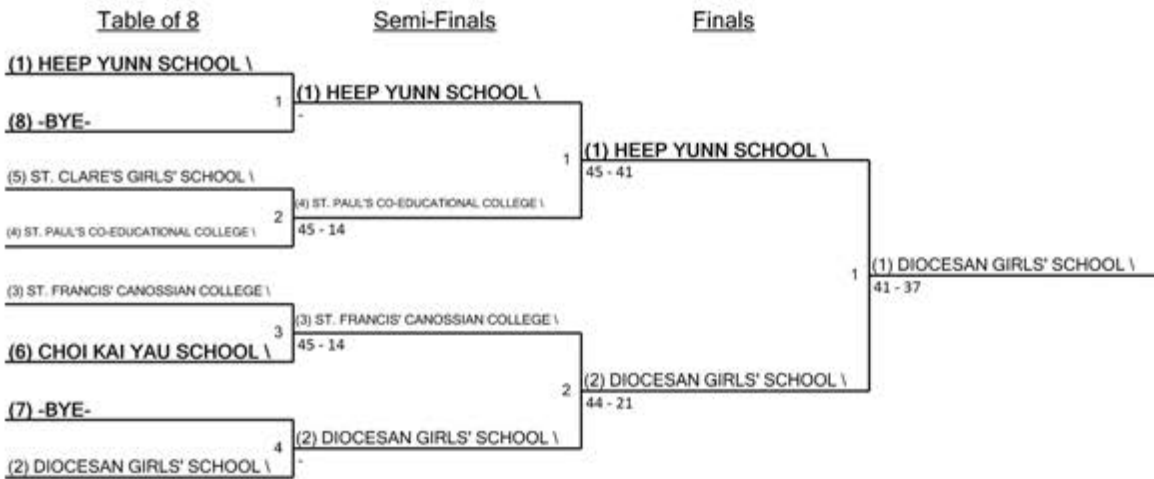 Table of 8
Semi-Finals
Finals
(1) HEEP YUNN SCHOOL \
1
(8) -BYE-
(5) ST. CLARE'S GIRLS' SCHOOL \
2
(4) ST. PAUL'S CO-EDUCATIONAL COLLEGE \
(3) ST. FRANCIS' CANOSSIAN COLLEGE \
3
(6) CHOI KAI YAU SCHOOL \
(7) -BYE-
4
(2) DIOCESAN GIRLS' SCHOOL \
(1) HEEP YUNN SCHOOL \
-
1
(4) ST. PAUL'S CO-EDUCATIONAL COLLEGE \
45 - 14
(3) ST. FRANCIS' CANOSSIAN COLLEGE \
45 - 14
2
(2) DIOCESAN GIRLS' SCHOOL \
-
(1) HEEP YUNN SCHOOL \
45 - 41
1
(2) DIOCESAN GIRLS' SCHOOL \
44 - 21
(1) DIOCESAN GIRLS' SCHOOL \
41 - 37